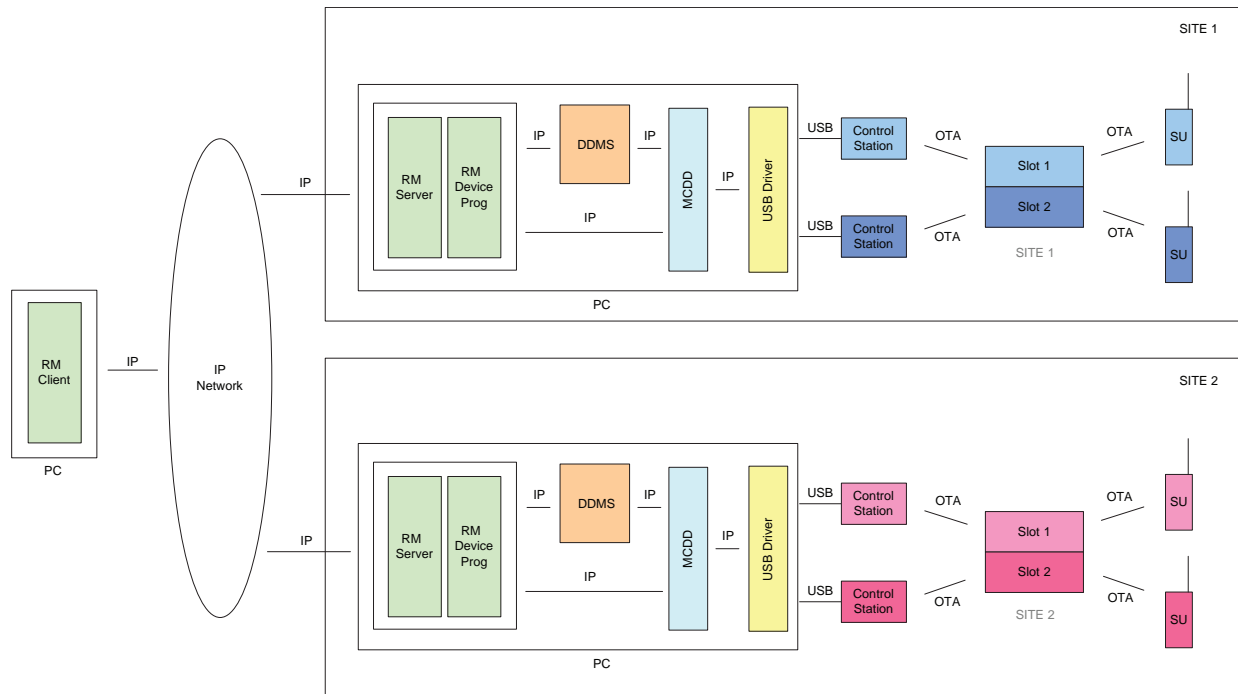 SITE 1
RM
Server
RM
Device
Prog
IP
DDMS
IP
IP
MCDD
IP
USB Driver
PC
USB
Control
Station
OTA
USB
Control
Station
OTA
Slot 1
Slot 2
SITE 1
OTA
SU
OTA
SU
IP
RM
Client
PC
IP
IP
Network
IP
SITE 2
RM
Server
RM
Device
Prog
IP
DDMS
IP
IP
MCDD
IP
USB Driver
PC
USB
Control
Station
OTA
USB
Control
Station
OTA
Slot 1
Slot 2
SITE 2
OTA
SU
OTA
SU